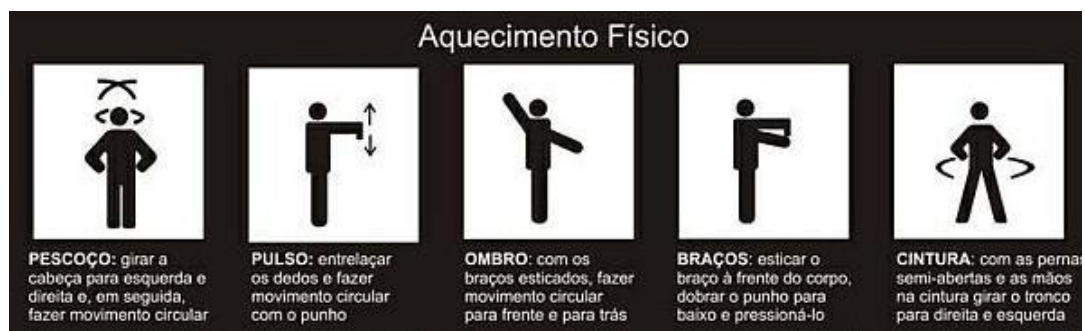 Aquecimento Físico
PESCOÇO: girar a
cabeça para esquerda e
direita e, em seguida,
fazer movimento circular
PULSO: entrelaçar
os dedos e fazer
movimento circular
com o punho
OMBRO: com os
braços esticados, fazer
movimento circular
para frente e para trás
BRAÇOS: esticar o
braço à frente do corpo,
dobrar o punho para
baixo e pressioná-lo
CINTURA: com as pernas
semi-abertas e as mãos
na cintura girar o tronco
para direita e esquerda